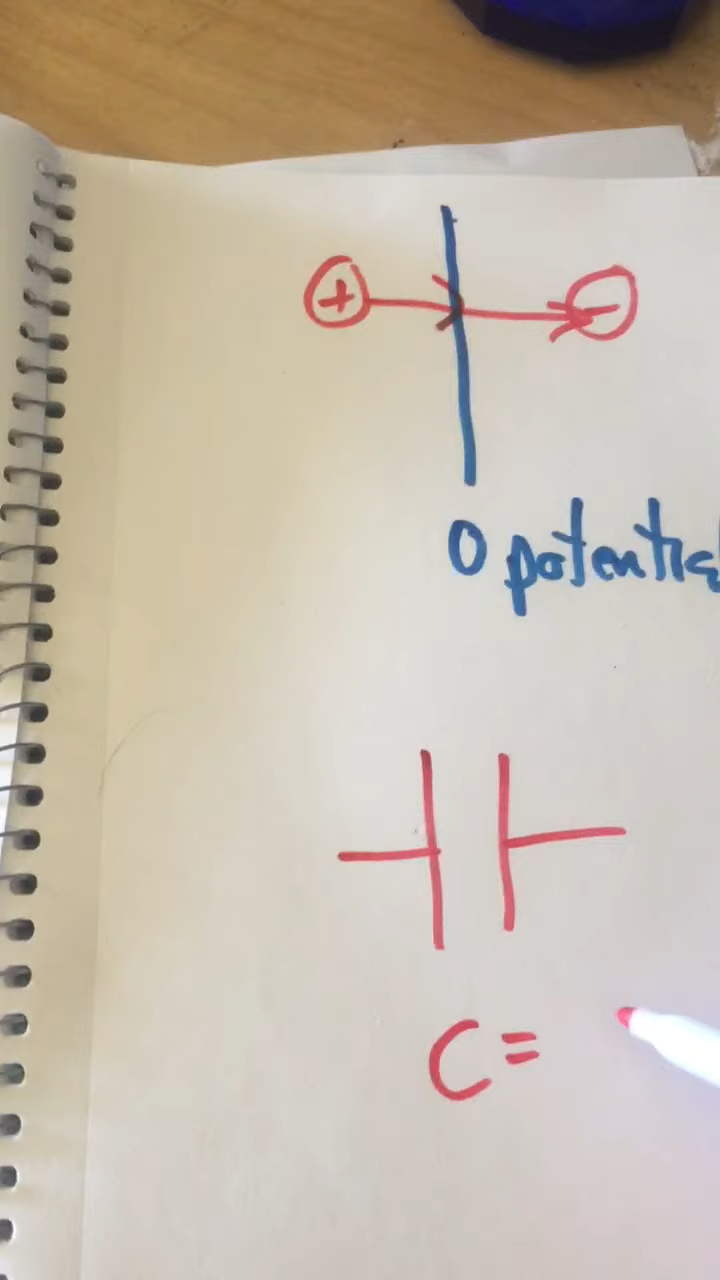 + −
0 potential
C =